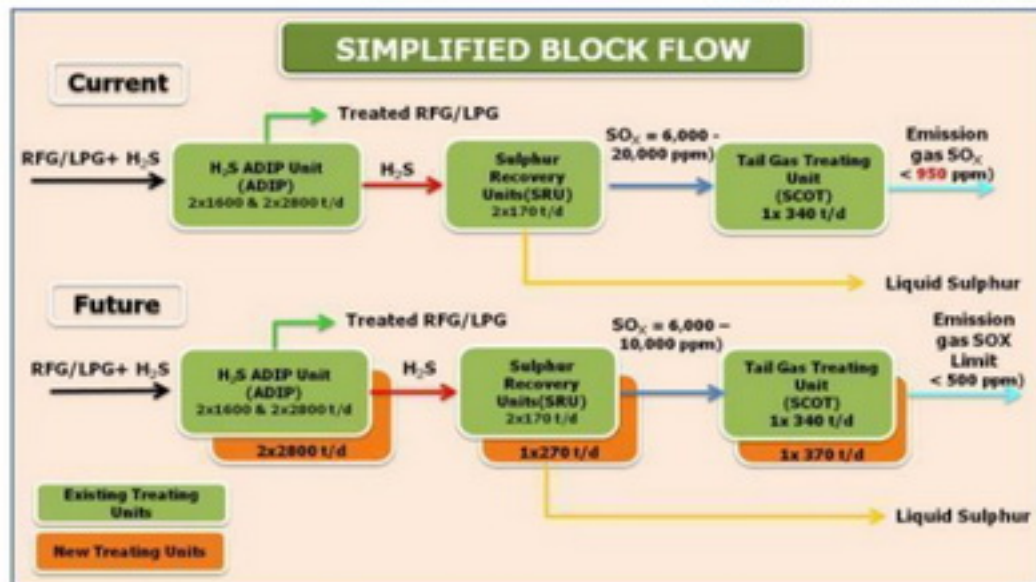 SIMPLIFIED BLOCK FLOW
Current
Treated RFG/LPG
RFG/LPG+ H₂S
H₂S ADIP Unit
(ADIP)
2x1600 & 2x2800 t/d
H₂S
Sulphur
Recovery
Units(SRU)
2x170 t/d
SOₓ = 6,000 -
20,000 ppm)
Tail Gas Treating
Unit
(SCOT)
1x 340 t/d
Emission
gas SOₓ
< 950 ppm)
Liquid Sulphur
Future
Treated RFG/LPG
RFG/LPG+ H₂S
H₂S ADIP Unit
(ADIP)
2x1600 & 2x2800 t/d
2x2800 t/d
H₂S
Sulphur
Recovery
Units(SRU)
2x170 t/d
1x270 t/d
SOₓ = 6,000 –
10,000 ppm)
Tail Gas Treating
Unit
(SCOT)
1x 340 t/d
1x 370 t/d
Emission
gas SOX
Limit
< 500 ppm)
Liquid Sulphur
Existing Treating
Units
New Treating Units